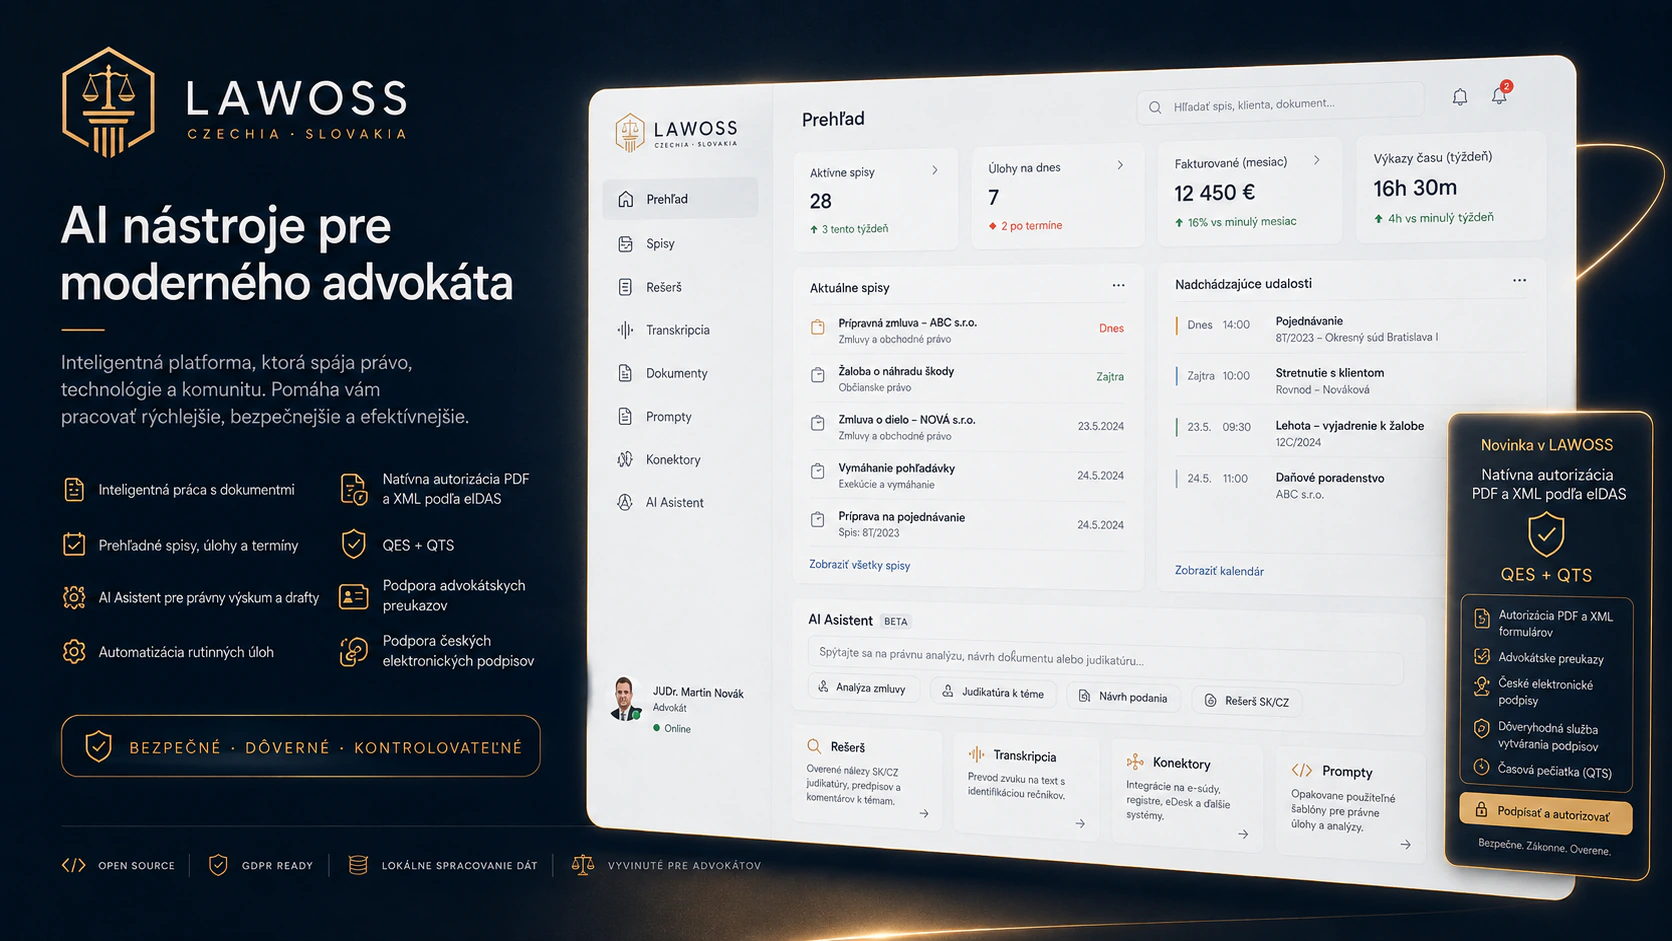 LAWOSS
CZECHIA · SLOVAKIA
AI nástroje pre
moderného advokáta
Inteligentná platforma, ktorá spája právo,
technológie a komunitu. Pomáha vám
pracovať rýchlejšie, bezpečnejšie a efektívnejšie.
Inteligentná práca s dokumentmi
Prehľadné spisy, úlohy a termíny
AI Asistent pre právny výskum a drafty
Automatizácia rutinných úloh
Natívna autorizácia PDF
a XML podľa eIDAS
QES + QTS
Podpora advokátskych
preukazov
Podpora českých
elektronických podpisov
BEZPEČNÉ · DÔVERNÉ · KONTROLOVATEĽNÉ
OPEN SOURCE
GDPR READY
LOKÁLNE SPRACOVANIE DÁT
VYVINUTÉ PRE ADVOKÁTOV
LAWOSS
CZECHIA · SLOVAKIA
Prehľad
Spisy
Rešerš
Transkripcia
Dokumenty
Prompty
Konektory
AI Asistent
JUDr. Martin Novák
Advokát
Online
Prehľad
Hľadať spis, klienta, dokument...
2
Aktívne spisy
28
3 tento týždeň
Úlohy na dnes
7
2 po termíne
Fakturované (mesiac)
12 450 €
16% vs minulý mesiac
Výkazy času (týždeň)
16h 30m
4h vs minulý týždeň
Aktuálne spisy
Prípravná zmluva – ABC s.r.o.
Zmluvy a obchodné právo
Dnes
Žaloba o náhradu škody
Občianske právo
Zajtra
Zmluva o dielo – NOVÁ s.r.o.
Zmluvy a obchodné právo
23.5.2024
Vymáhanie pohľadávky
Exekúcie a vymáhanie
24.5.2024
Príprava na pojednávanie
Spis: 8T/2023
24.5.2024
Zobraziť všetky spisy
Nadchádzajúce udalosti
Dnes 14:00 Pojednávanie
8T/2023 – Okresný súd Bratislava I
Zajtra 10:00 Stretnutie s klientom
Rovnod – Nováková
23.5. 09:30 Lehota – vyjadrenie k žalobe
12C/2024
24.5. 11:00 Daňové poradenstvo
ABC s.r.o.
Zobraziť kalendár
AI Asistent BETA
Spýtajte sa na právnu analýzu, návrh dokumentu alebo judikatúru...
Analýza zmluvy
Judikatúra k téme
Návrh podania
Rešerš SK/CZ
Rešerš
Overené nálezy SK/CZ
judikatúry, predpisov a
komentárov k témam.
Transkripcia
Prevod zvuku na text s
identifikáciou rečníkov.
Konektory
Integrácie na e-súdy,
registre, eDesk a ďalšie
systémy.
Prompty
Opakovane použiteľné
šablóny pre právne
úlohy a analýzy.
Novinka v LAWOSS
Natívna autorizácia
PDF a XML podľa eIDAS
QES + QTS
Autorizácia PDF a XML
formulárov
Advokátske preukazy
České elektronické
podpisy
Dôveryhodná služba
vytvárania podpisov
Časová pečiatka (QTS)
Podpísať a autorizovať
Bezpečne. Zákonne. Overene.